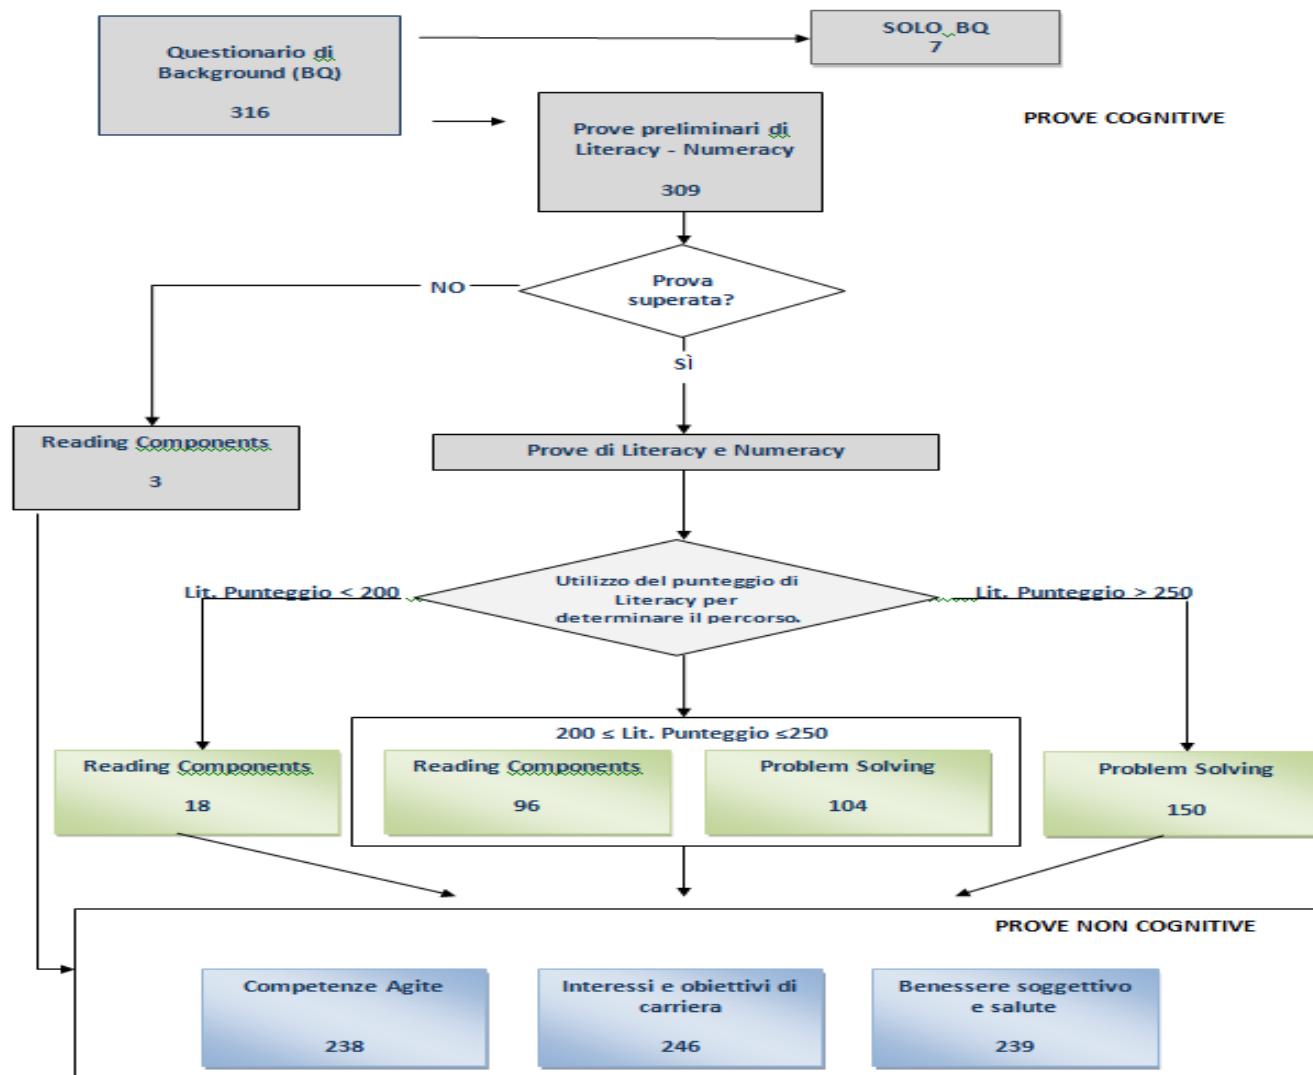 Questionario di
Background (BQ)
316
SOLO_BQ
7
PROVE COGNITIVE
Prove preliminari di
Literacy - Numeracy
309
Prova
superata?
NO
SÌ
Reading Components
3
Prove di Literacy e Numeracy
Utilizzo del punteggio di
Literacy per
determinare il percorso.
Lit. Punteggio < 200
Lit. Punteggio > 250
200 ≤ Lit. Punteggio ≤250
Reading Components
18
Reading Components
96
Problem Solving
104
Problem Solving
150
PROVE NON COGNITIVE
Competenze Agite
238
Interessi e obiettivi di
carriera
246
Benessere soggettivo
e salute
239